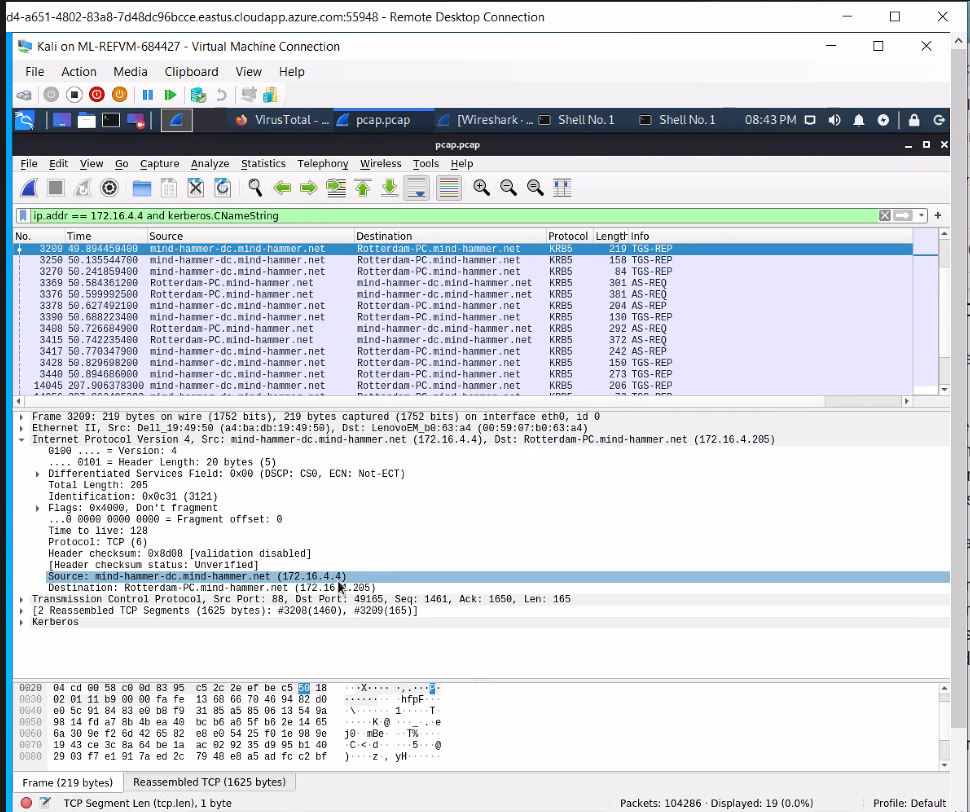 d4-a651-4802-83a8-7d48dc96bcce.eastus.cloudapp.azure.com:55948 - Remote Desktop Connection
Kali on ML-REFVM-684427 - Virtual Machine Connection
File Action Media Clipboard View Help
VirusTotal - ... pcap.pcap [Wireshark · ... Shell No. 1 Shell No. 1 08:43 PM
pcap.pcap
File Edit View Go Capture Analyze Statistics Telephony Wireless Tools Help
ip.addr == 172.16.4.4 and kerberos.CNameString
No. Time Source Destination Protocol Length Info
3209 49.894459400 mind-hammer-dc.mind-hammer.net Rotterdam-PC.mind-hammer.net KRB5 219 TGS-REP
3250 50.135544700 mind-hammer-dc.mind-hammer.net Rotterdam-PC.mind-hammer.net KRB5 158 TGS-REP
3270 50.241859400 mind-hammer-dc.mind-hammer.net Rotterdam-PC.mind-hammer.net KRB5 84 TGS-REP
3369 50.584361200 Rotterdam-PC.mind-hammer.net mind-hammer-dc.mind-hammer.net KRB5 301 AS-REQ
3376 50.599992500 Rotterdam-PC.mind-hammer.net mind-hammer-dc.mind-hammer.net KRB5 381 AS-REQ
3378 50.627492100 mind-hammer-dc.mind-hammer.net Rotterdam-PC.mind-hammer.net KRB5 204 AS-REP
3390 50.688223400 mind-hammer-dc.mind-hammer.net Rotterdam-PC.mind-hammer.net KRB5 130 TGS-REP
3408 50.726684900 Rotterdam-PC.mind-hammer.net mind-hammer-dc.mind-hammer.net KRB5 292 AS-REQ
3415 50.742235400 Rotterdam-PC.mind-hammer.net mind-hammer-dc.mind-hammer.net KRB5 372 AS-REQ
3417 50.770347900 mind-hammer-dc.mind-hammer.net Rotterdam-PC.mind-hammer.net KRB5 242 AS-REP
3428 50.829698200 mind-hammer-dc.mind-hammer.net Rotterdam-PC.mind-hammer.net KRB5 150 TGS-REP
3440 50.894686000 mind-hammer-dc.mind-hammer.net Rotterdam-PC.mind-hammer.net KRB5 273 TGS-REP
14045 207.906378300 mind-hammer-dc.mind-hammer.net Rotterdam-PC.mind-hammer.net KRB5 206 TGS-REP
Frame 3209: 219 bytes on wire (1752 bits), 219 bytes captured (1752 bits) on interface eth0, id 0
Ethernet II, Src: Dell_19:49:50 (a4:ba:db:19:49:50), Dst: LenovoEM_b0:63:a4 (00:59:07:b0:63:a4)
Internet Protocol Version 4, Src: mind-hammer-dc.mind-hammer.net (172.16.4.4), Dst: Rotterdam-PC.mind-hammer.net (172.16.4.205)
0100 .... = Version: 4
.... 0101 = Header Length: 20 bytes (5)
Differentiated Services Field: 0x00 (DSCP: CS0, ECN: Not-ECT)
Total Length: 205
Identification: 0x0c31 (3121)
Flags: 0x4000, Don't fragment
...0 0000 0000 0000 = Fragment offset: 0
Time to live: 128
Protocol: TCP (6)
Header checksum: 0x8d08 [validation disabled]
[Header checksum status: Unverified]
Source: mind-hammer-dc.mind-hammer.net (172.16.4.4)
Destination: Rotterdam-PC.mind-hammer.net (172.16 .205)
Transmission Control Protocol, Src Port: 88, Dst Port: 49165, Seq: 1461, Ack: 1650, Len: 165
[2 Reassembled TCP Segments (1625 bytes): #3208(1460), #3209(165)]
Kerberos
0020 04 cd 00 58 c0 0d 83 95 c5 2c 2e ef be c5 50 18 ···X···· ·,.···P·
0030 02 01 11 b9 00 00 fa fe 13 68 66 70 46 94 82 d0 ········ ·hfpF···
0040 e0 5c 91 84 83 e0 b8 f9 31 85 a5 85 06 13 54 9a ·\······ 1·····T·
0050 98 14 fd a7 8b 4b ea 40 bc b6 a6 5f b6 2e 14 65 ·····K·@ ···_·.·e
0060 6a 30 9e f2 6d 42 65 82 e8 e0 54 25 f0 1e 98 9e j0··mBe· ··T%····
0070 19 43 ce 3c 8a 64 be 1a ac 02 92 35 d9 95 b1 40 ·C·<·d·· ···5···@
0080 29 03 f7 e1 91 7a ed 2c 79 48 e8 a5 ad fc c2 bf )····z·, yH······
Frame (219 bytes) Reassembled TCP (1625 bytes)
TCP Segment Len (tcp.len), 1 byte Packets: 104286 · Displayed: 19 (0.0%) Profile: Default